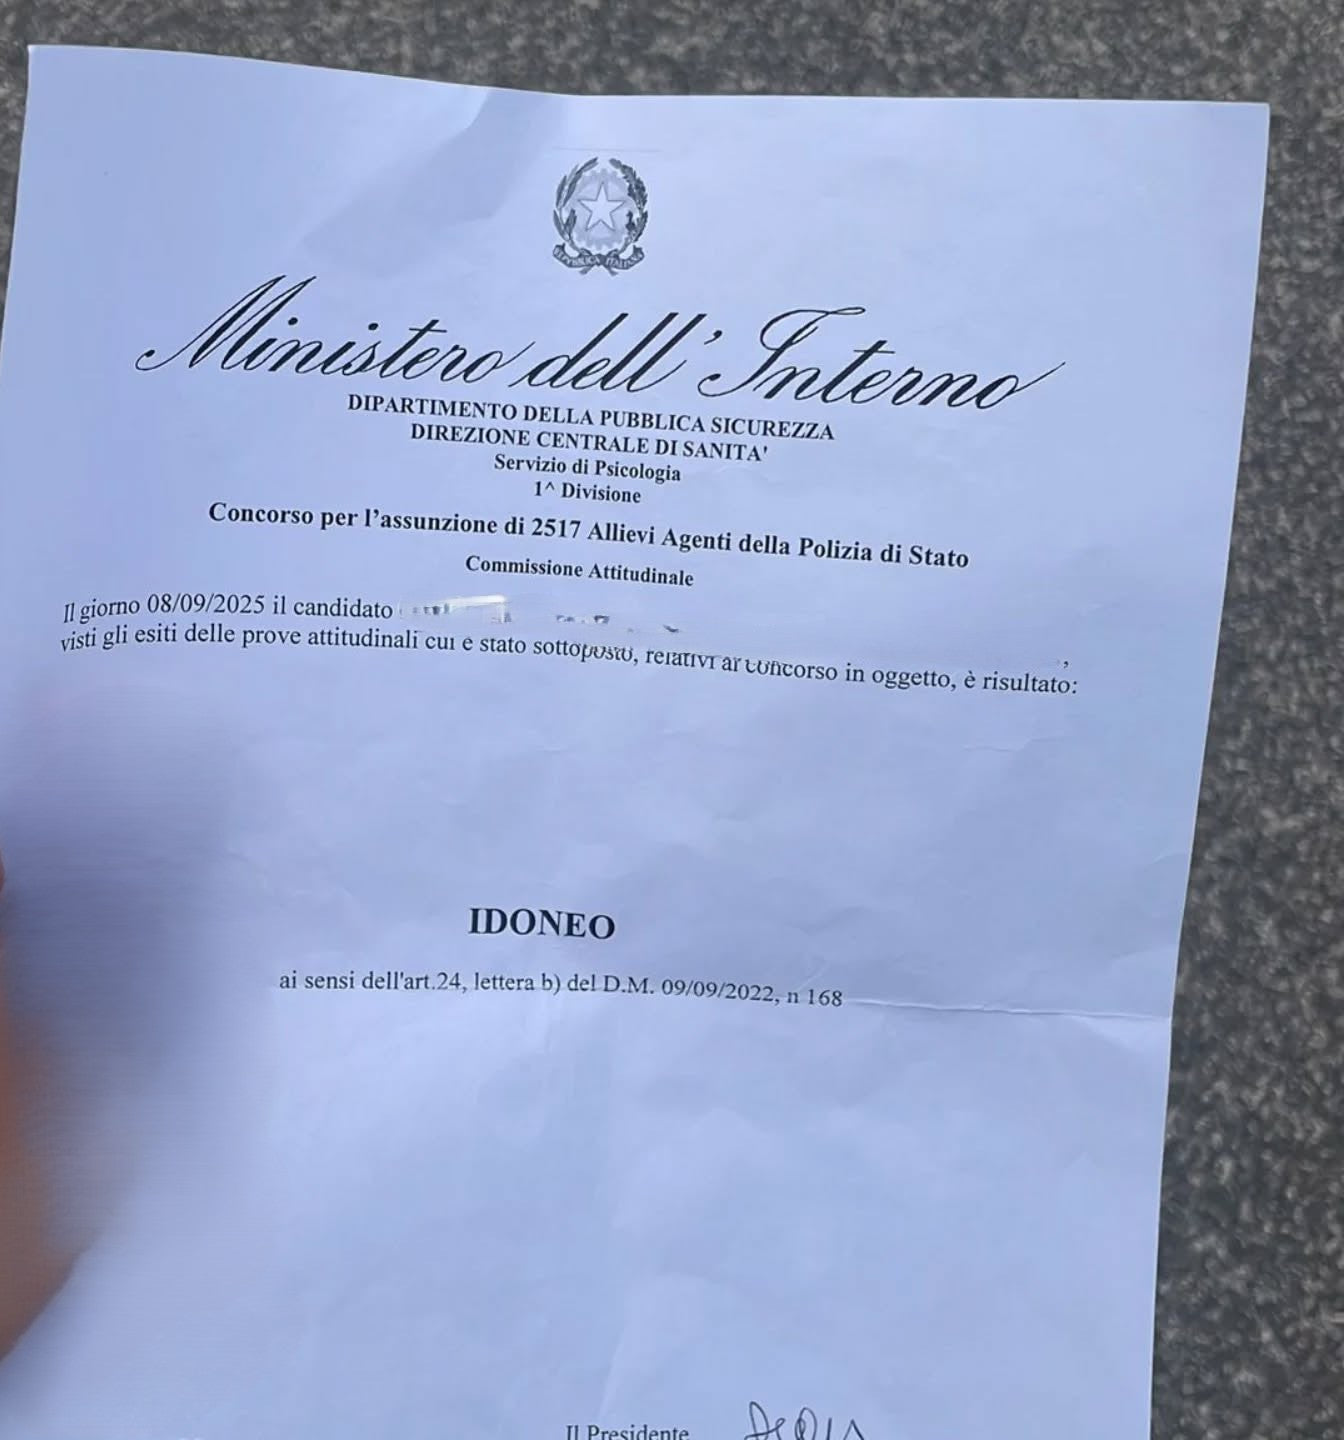 REPVBBLICA ITALIANA
Ministero dell'Interno
DIPARTIMENTO DELLA PUBBLICA SICUREZZA
DIREZIONE CENTRALE DI SANITA'
Servizio di Psicologia
1^ Divisione
Concorso per l'assunzione di 2517 Allievi Agenti della Polizia di Stato
Commissione Attitudinale
Il giorno 08/09/2025 il candidato ,
visti gli esiti delle prove attitudinali cui è stato sottoposto, relativi al concorso in oggetto, è risultato:
IDONEO
ai sensi dell'art.24, lettera b) del D.M. 09/09/2022, n 168
Il Presidente